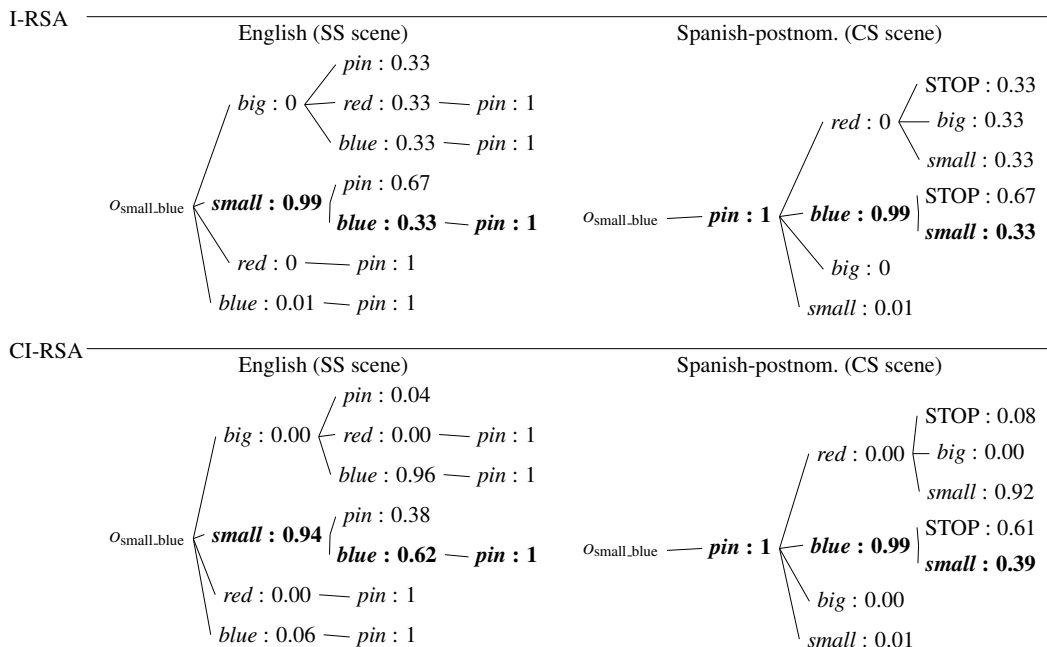 I-RSA
English (SS scene)
Spanish-postnom. (CS scene)
pin : 0.33
big : 0
red : 0.33
pin : 1
blue : 0.33
pin : 1
o_small_blue
small : 0.99
pin : 0.67
blue : 0.33
pin : 1
red : 0
pin : 1
blue : 0.01
pin : 1
STOP : 0.33
red : 0
big : 0.33
small : 0.33
o_small_blue
pin : 1
blue : 0.99
STOP : 0.67
small : 0.33
big : 0
small : 0.01
CI-RSA
English (SS scene)
Spanish-postnom. (CS scene)
pin : 0.04
big : 0.00
red : 0.00
pin : 1
blue : 0.96
pin : 1
o_small_blue
small : 0.94
pin : 0.38
blue : 0.62
pin : 1
red : 0.00
pin : 1
blue : 0.06
pin : 1
STOP : 0.08
red : 0.00
big : 0.00
small : 0.92
o_small_blue
pin : 1
blue : 0.99
STOP : 0.61
small : 0.39
big : 0.00
small : 0.01